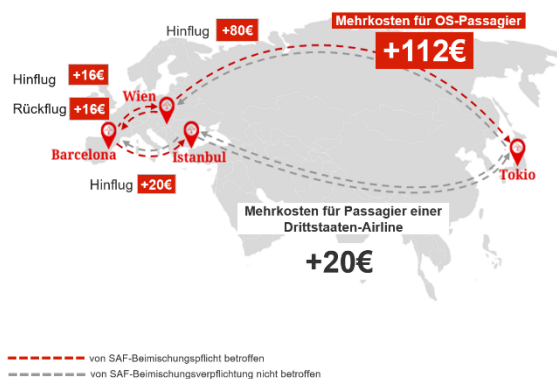 Hinflug +80€
Mehrkosten für OS-Passagier
+112€
Hinflug +16€
Rückflug +16€
Wien
Barcelona
Istanbul
Hinflug +20€
Tokio
Mehrkosten für Passagier einer
Drittstaaten-Airline
+20€
von SAF-Beimischungspflicht betroffen
von SAF-Beimischungsverpflichtung nicht betroffen